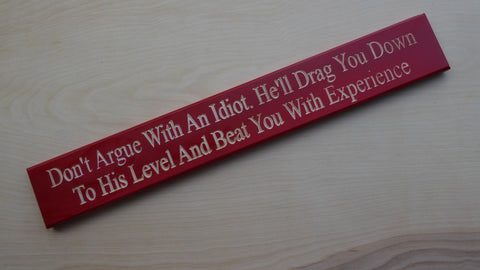 Don't Argue With An Idiot. He'll Drag You Down
To His Level And Beat You With Experience